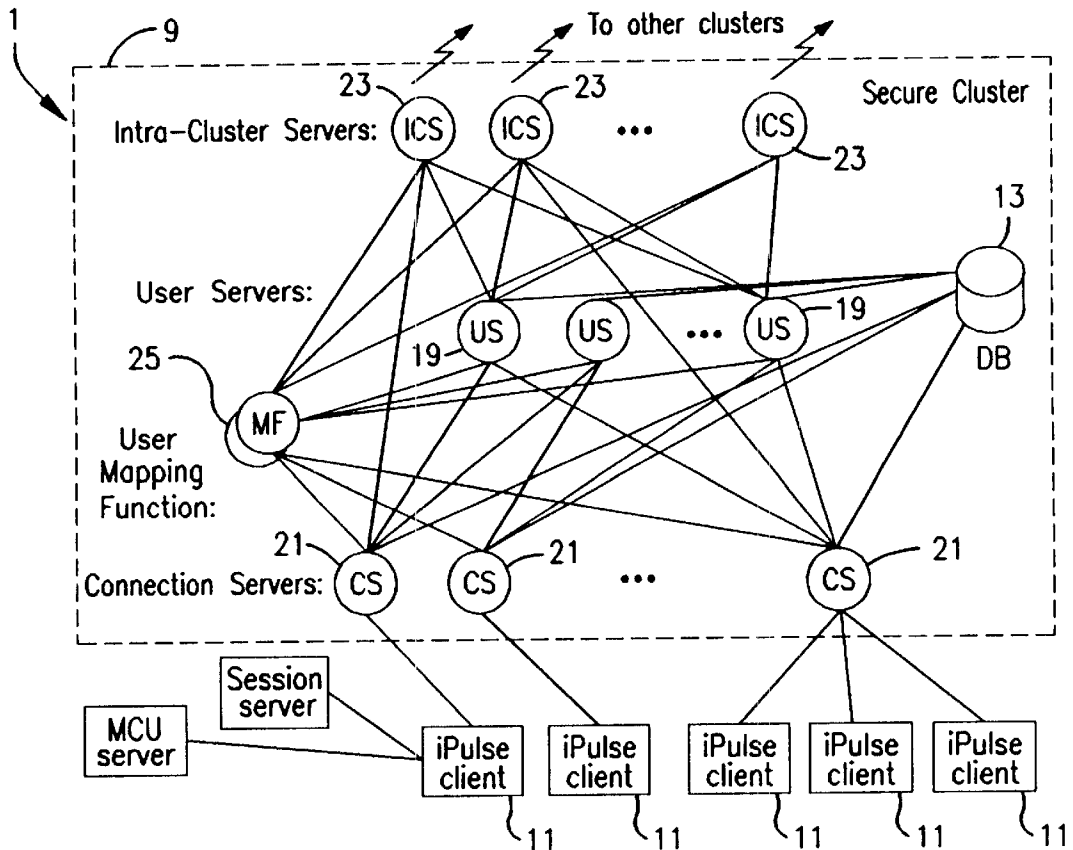 1
9
To other clusters
23
23
Secure Cluster
Intra-Cluster Servers:
ICS
ICS
•••
ICS
23
13
User Servers:
US
US
•••
US
19
19
DB
25
MF
User
Mapping
Function:
21
21
21
Connection Servers:
CS
CS
•••
CS
Session
server
MCU
server
iPulse
client
iPulse
client
iPulse
client
iPulse
client
iPulse
client
11
11
11
11
11